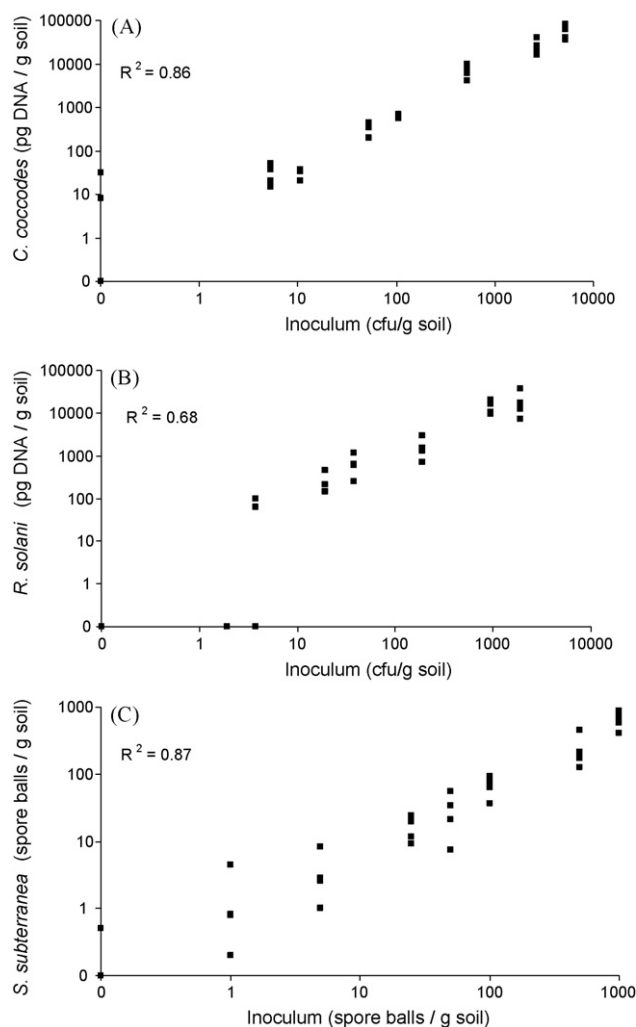 (A)
R² = 0.86
C. coccodes (pg DNA / g soil)
100000
10000
1000
100
10
1
0
0 1 10 100 1000 10000
Inoculum (cfu/g soil)
(B)
R² = 0.68
R. solani (pg DNA / g soil)
100000
10000
1000
100
10
1
0
0 1 10 100 1000 10000
Inoculum (cfu/g soil)
(C)
R² = 0.87
S. subterranea (spore balls / g soil)
1000
100
10
1
0
0 1 10 100 1000
Inoculum (spore balls / g soil)